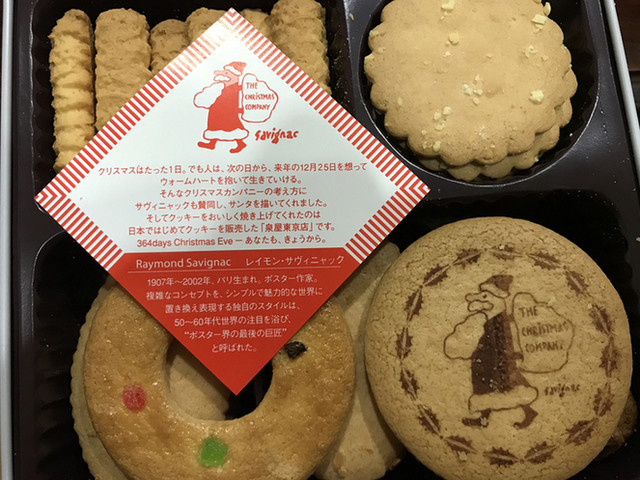 THE
CHRISTMAS
COMPANY
Savignac
クリスマスはたった1日。でも人は、次の日から、来年の12月25日を想って
ウォームハートを抱いて生きていける。
そんなクリスマスカンパニーの考え方に
サヴィニャックも賛同し、サンタを描いてくれました。
そしてクッキーをおいしく焼き上げてくれたのは
日本ではじめてクッキーを販売した「泉屋東京店」です。
364days Christmas Eve ー あなたも、きょうから。
Raymond Savignac レイモン・サヴィニャック
1907年〜2002年、パリ生まれ。ポスター作家。
複雑なコンセプトを、シンプルで魅力的な世界に
置き換え表現する独自のスタイルは、
50〜60年代世界の注目を浴び、
“ポスター界の最後の巨匠”
と呼ばれた。
THE
CHRISTMAS
COMPANY
Savignac